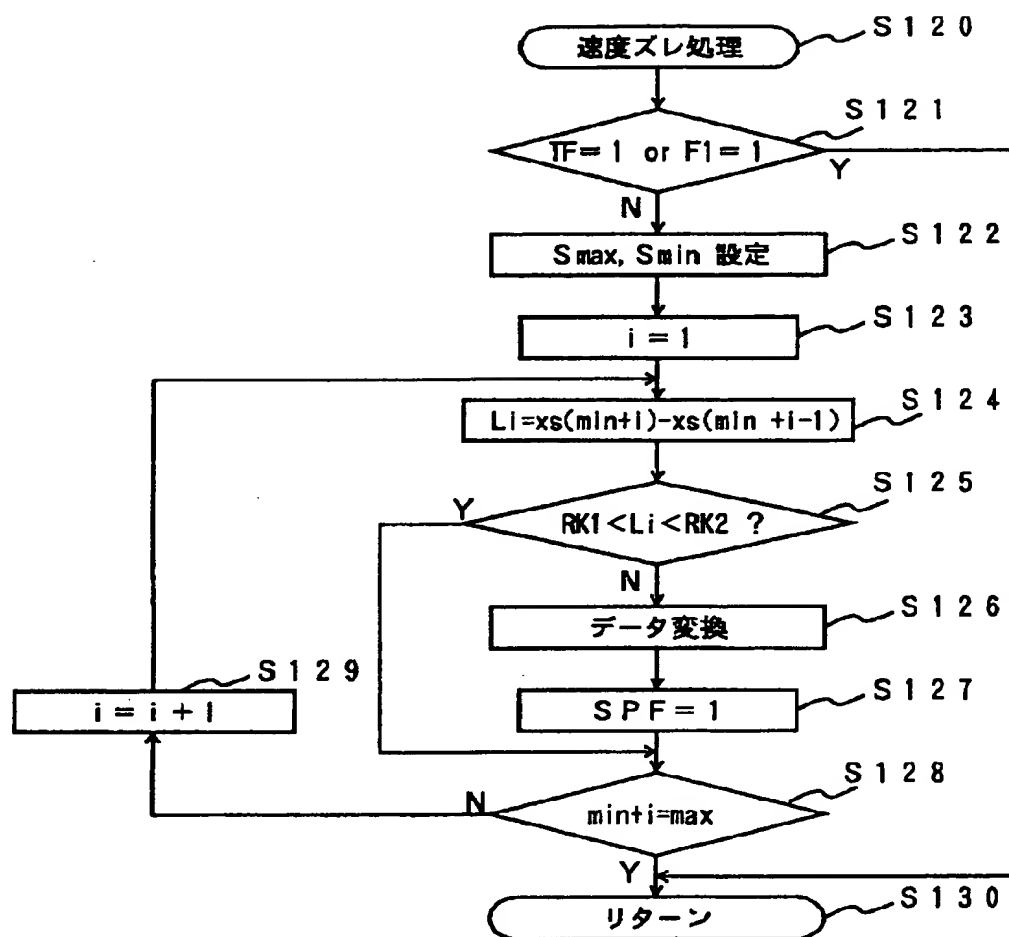 速度ズレ処理
S120
TF=1 or F1=1
S121
Y
N
Smax, Smin 設定
S122
i=1
S123
Li=xs(min+i)-xs(min +i-1)
S124
RK1<Li<RK2 ?
S125
Y
N
データ変換
S126
SPF=1
S127
i=i+1
S129
min+i=max
S128
N
Y
リターン
S130